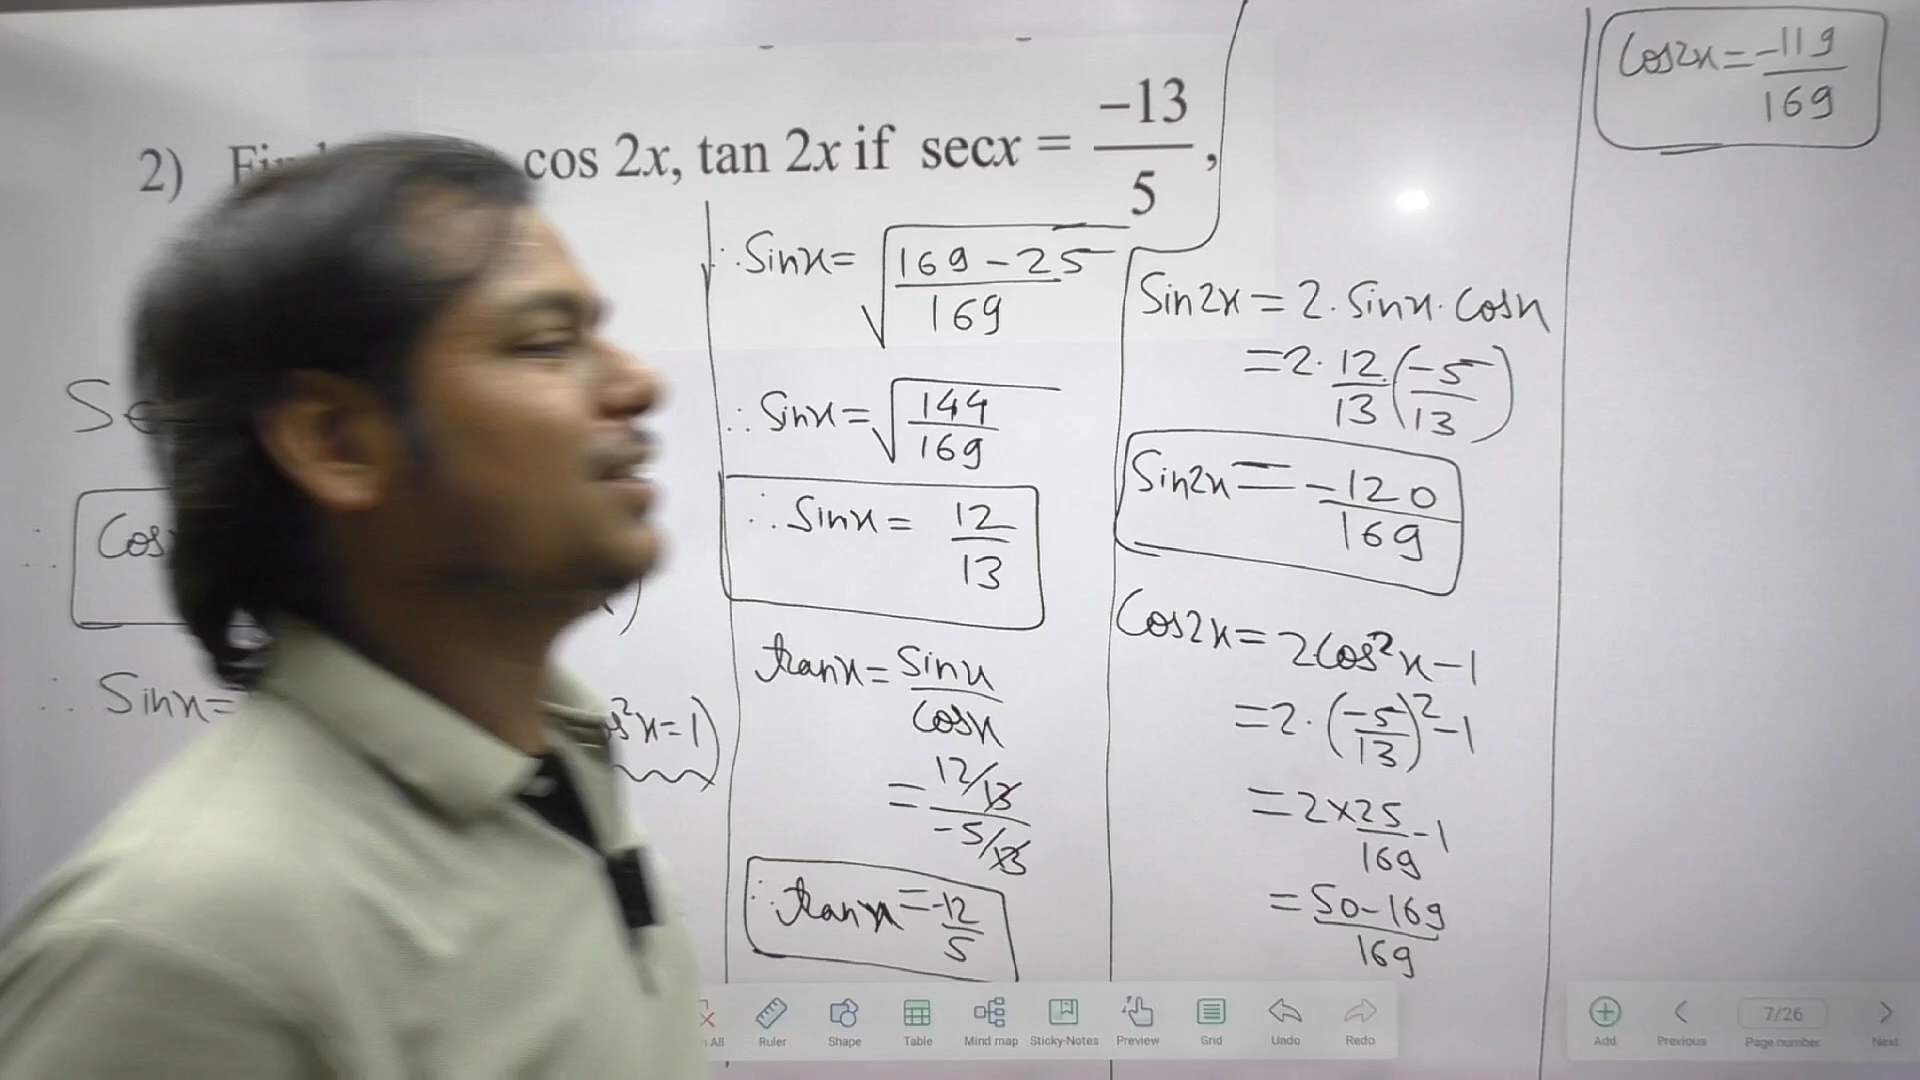 2) cos 2x, tan 2x if secx = -13/5,
Cos2x = -119/169
∴ Sinx = √(169-25/169)
∴ Sinx = √(144/169)
∴ Sinx = 12/13
tanx = Sinx/Cosx
= 12/13/-5/13
∴ tanx = -12/5
Sin2x = 2. Sinx. Cosx
= 2. 12/13 (-5/13)
Sin2x = -120/169
Cos2x = 2Cos²x-1
= 2. (-5/13)²-1
= 2×25/169-1
= 50-169/169
∴ Sinx=
os²x=1)
All Ruler Shape Table Mind map Sticky-Notes Preview Grid Undo Redo
Add Previous 7/26 Page number Next